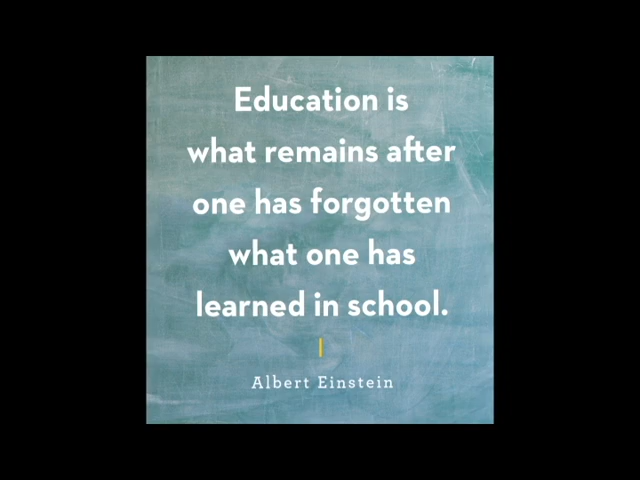 Education is
what remains after
one has forgotten
what one has
learned in school.
Albert Einstein